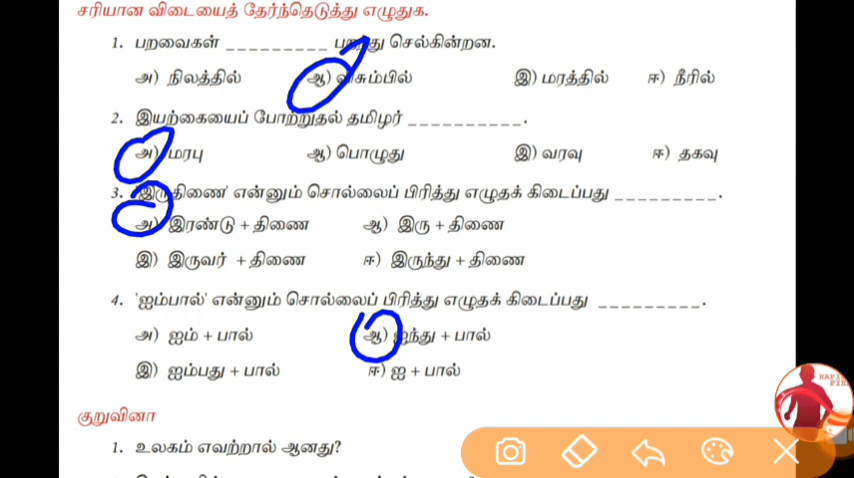 சரியான விடையைத் தேர்ந்தெடுத்து எழுதுக.
1. பறவைகள் _________ பறந்து செல்கின்றன.
அ) நிலத்தில் ஆ) விசும்பில் இ) மரத்தில் ஈ) நீரில்
2. இயற்கையைப் போற்றுதல் தமிழர் __________.
அ) மரபு ஆ) பொழுது இ) வரவு ஈ) தகவு
3. 'இருதிணை' என்னும் சொல்லைப் பிரித்து எழுதக் கிடைப்பது _________.
அ) இரண்டு + திணை ஆ) இரு + திணை
இ) இருவர் + திணை ஈ) இருந்து + திணை
4. 'ஐம்பால்' என்னும் சொல்லைப் பிரித்து எழுதக் கிடைப்பது _________.
அ) ஐம் + பால் ஆ) ஐந்து + பால்
இ) ஐம்பது + பால் ஈ) ஐ + பால்
குறுவினா
1. உலகம் எவற்றால் ஆனது?